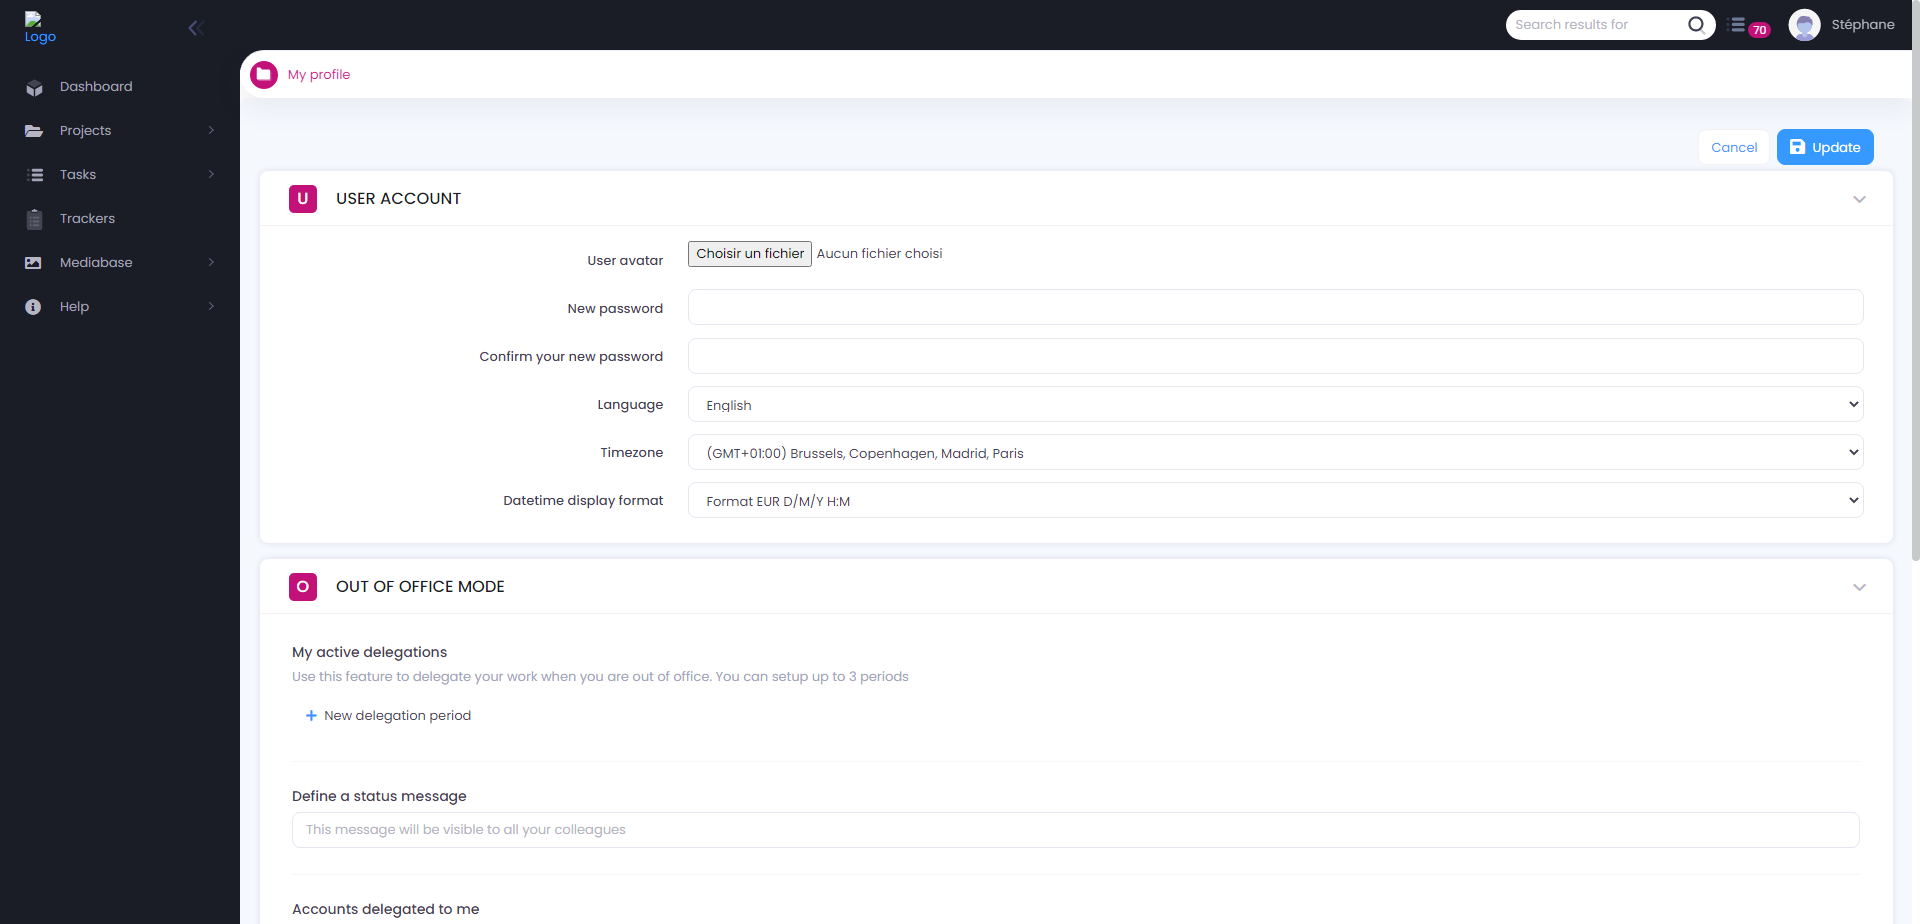 Logo
Search results for
70
Stéphane
Dashboard
Projects
Tasks
Trackers
Mediabase
Help
My profile
Cancel
Update
U
USER ACCOUNT
User avatar
Choisir un fichier Aucun fichier choisi
New password
Confirm your new password
Language
English
Timezone
(GMT+01:00) Brussels, Copenhagen, Madrid, Paris
Datetime display format
Format EUR D/M/Y H:M
O
OUT OF OFFICE MODE
My active delegations
Use this feature to delegate your work when you are out of office. You can setup up to 3 periods
+ New delegation period
Define a status message
This message will be visible to all your colleagues
Accounts delegated to me